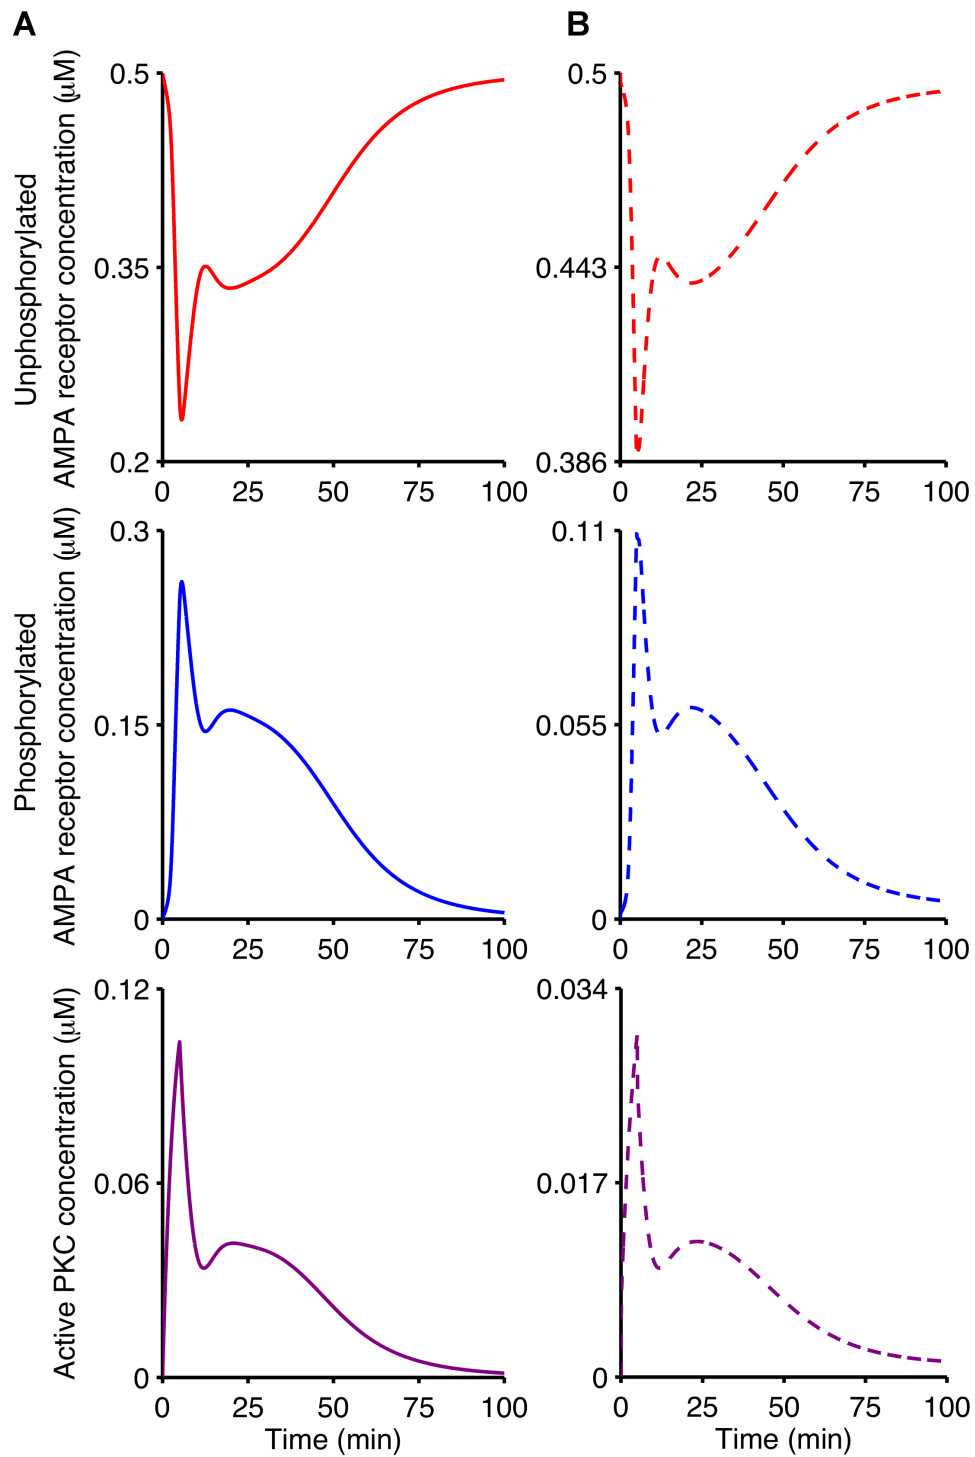 A
B
Unphosphorylated
AMPA receptor concentration (μM)
0.5
0.35
0.2
0 25 50 75 100
0.5
0.443
0.386
0 25 50 75 100
Phosphorylated
AMPA receptor concentration (μM)
0.3
0.15
0
0 25 50 75 100
0.11
0.055
0
0 25 50 75 100
Active PKC concentration (μM)
0.12
0.06
0
0 25 50 75 100
Time (min)
0.034
0.017
0
0 25 50 75 100
Time (min)